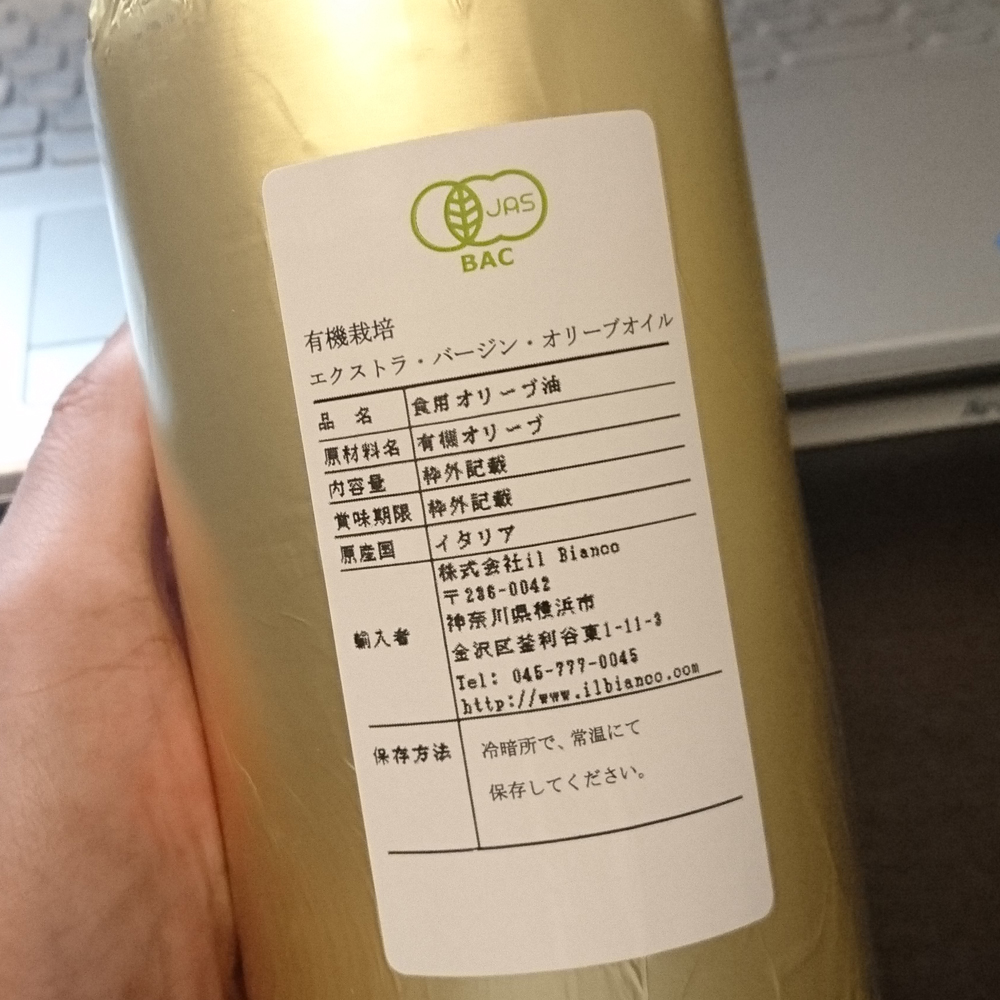 JAS
BAC
有機栽培
エクストラ・バージン・オリーブオイル
品 名 食用オリーブ油
原材料名 有機オリーブ
内容量 枠外記載
賞味期限 枠外記載
原産国 イタリア
輸入者 株式会社il Bianco
〒236-0042
神奈川県横浜市
金沢区釜利谷東1-11-3
Tel: 045-777-0045
http://www.ilbianco.com
保存方法 冷暗所で、常温にて
保存してください。